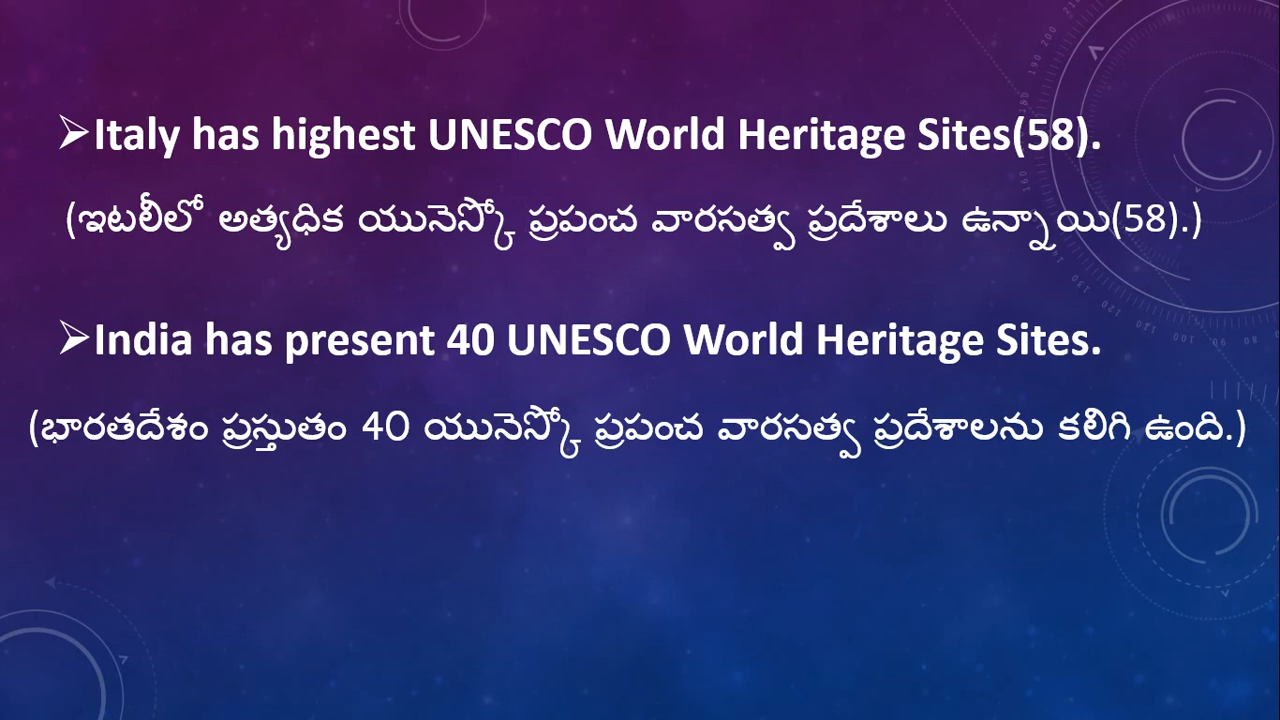 ➢Italy has highest UNESCO World Heritage Sites(58).
(ఇటలీలో అత్యధిక యునెస్కో ప్రపంచ వారసత్వ ప్రదేశాలు ఉన్నాయి(58).)
➢India has present 40 UNESCO World Heritage Sites.
(భారతదేశం ప్రస్తుతం 40 యునెస్కో ప్రపంచ వారసత్వ ప్రదేశాలను కలిగి ఉంది.)